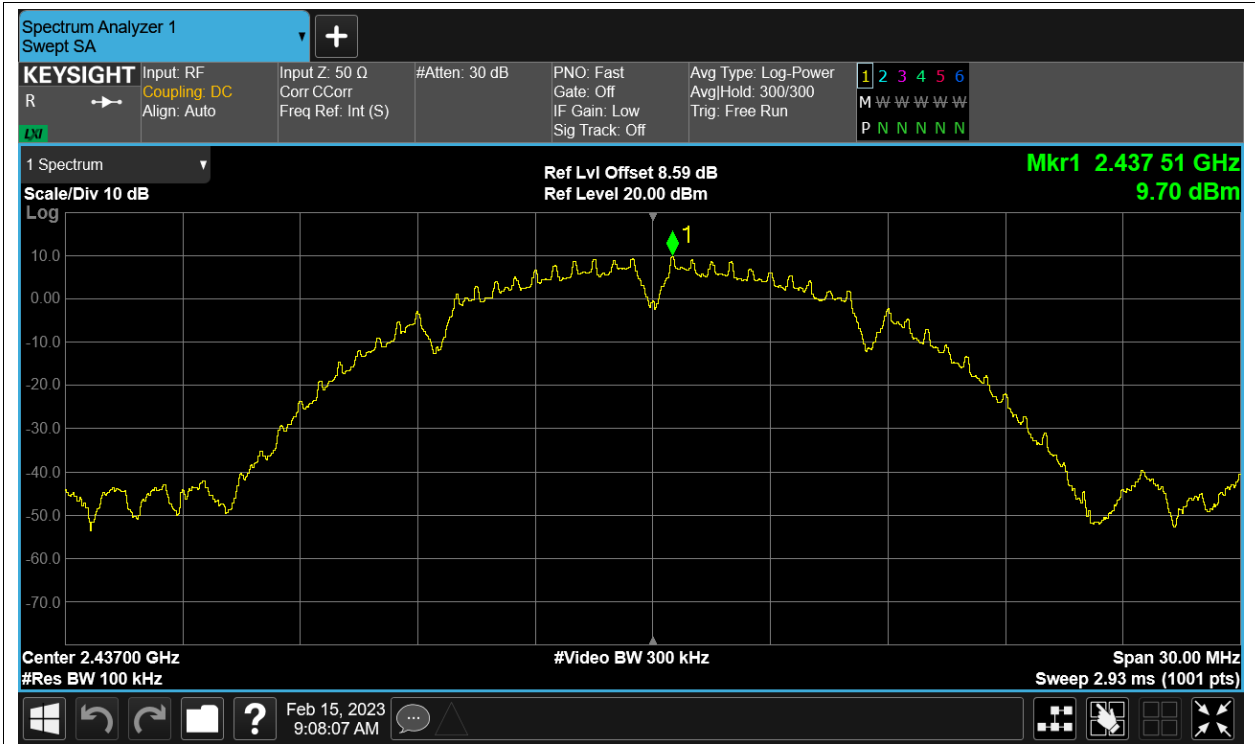 Spectrum Analyzer 1
Swept SA
KEYSIGHT
R
LXI
Input: RF
Coupling: DC
Align: Auto
Input Z: 50 Ω
Corr CCorr
Freq Ref: Int (S)
#Atten: 30 dB
PNO: Fast
Gate: Off
IF Gain: Low
Sig Track: Off
Avg Type: Log-Power
Avg|Hold: 300/300
Trig: Free Run
1 2 3 4 5 6
M W W W W W
P N N N N N
1 Spectrum
Scale/Div 10 dB
Log
Ref Lvl Offset 8.59 dB
Ref Level 20.00 dBm
Mkr1 2.437 51 GHz
9.70 dBm
1
10.0
0.00
-10.0
-20.0
-30.0
-40.0
-50.0
-60.0
-70.0
Center 2.43700 GHz
#Res BW 100 kHz
#Video BW 300 kHz
Span 30.00 MHz
Sweep 2.93 ms (1001 pts)
?
Feb 15, 2023
9:08:07 AM